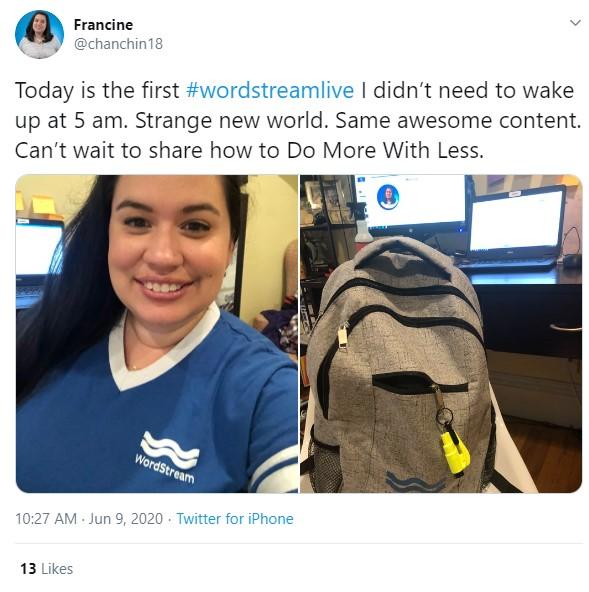 Francine
@chanchin18
Today is the first #wordstreamlive I didn’t need to wake
up at 5 am. Strange new world. Same awesome content.
Can’t wait to share how to Do More With Less.
WordStream
10:27 AM · Jun 9, 2020 · Twitter for iPhone
13 Likes